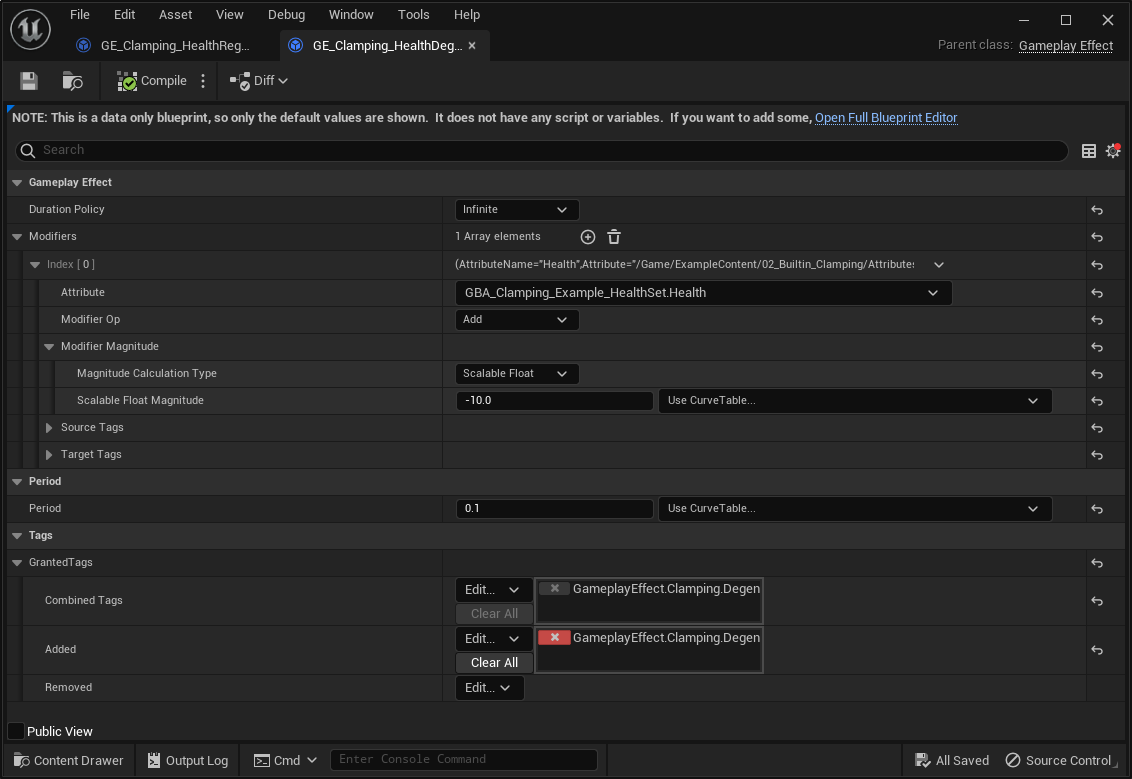 File Edit Asset View Debug Window Tools Help
GE_Clamping_HealthReg... GE_Clamping_HealthDeg... Parent class: Gameplay Effect
Compile Diff
NOTE: This is a data only blueprint, so only the default values are shown. It does not have any script or variables. If you want to add some, Open Full Blueprint Editor
Search
Gameplay Effect
Duration Policy Infinite
Modifiers 1 Array elements
Index [ 0 ] (AttributeName="Health",Attribute="/Game/ExampleContent/02_Builtin_Clamping/Attributes
Attribute GBA_Clamping_Example_HealthSet.Health
Modifier Op Add
Modifier Magnitude
Magnitude Calculation Type Scalable Float
Scalable Float Magnitude -10.0 Use CurveTable...
Source Tags
Target Tags
Period
Period 0.1 Use CurveTable...
Tags
GrantedTags
Combined Tags Edit... GameplayEffect.Clamping.Degen
Clear All
Added Edit... GameplayEffect.Clamping.Degen
Clear All
Removed Edit...
Public View
Content Drawer Output Log Cmd Enter Console Command All Saved Source Control